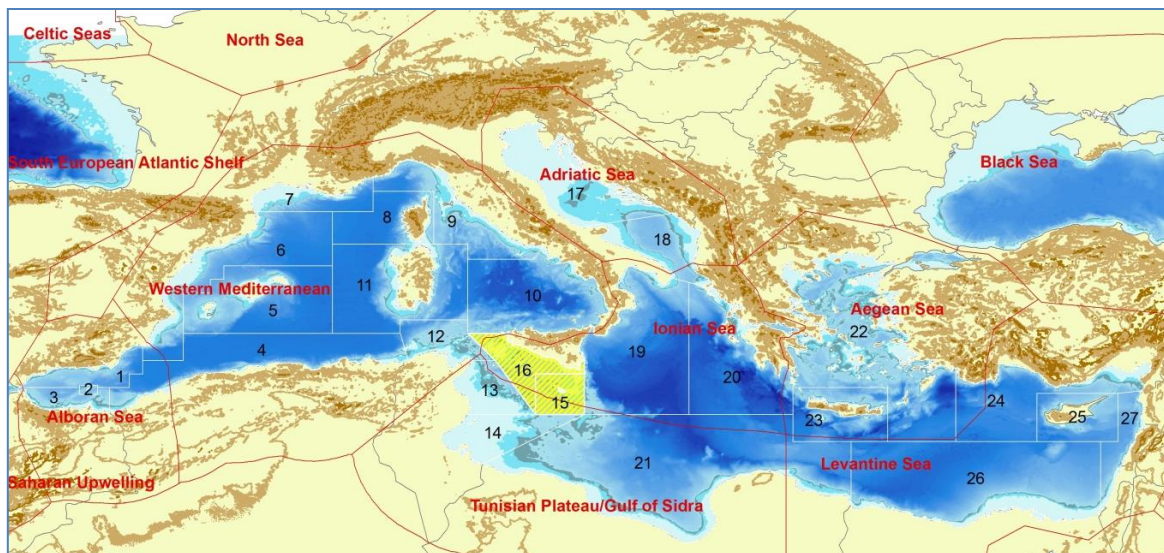 Celtic Seas
North Sea
South European Atlantic Shelf
Adriatic Sea
Black Sea
17
7
8
9
18
6
Western Mediterranean
5
11
10
Ionian Sea
Aegean Sea
22
4
12
19
20
16
1
2
3
13
15
24
25
27
23
Alboran Sea
14
21
Levantine Sea
26
Saharan Upwelling
Tunisian Plateau/Gulf of Sidra